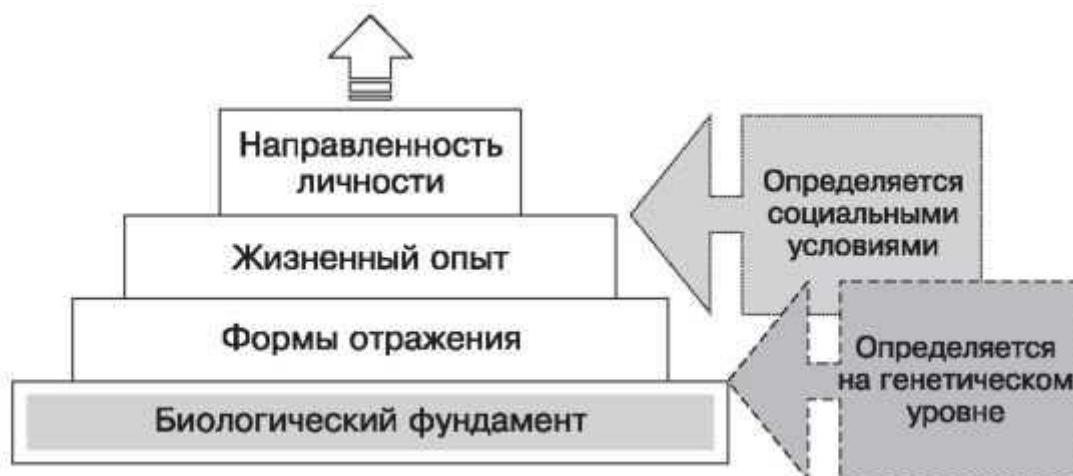 Направленность
личности
Жизненный опыт
Формы отражения
Биологический фундамент
Определяется
социальными
условиями
Определяется
на генетическом
уровне